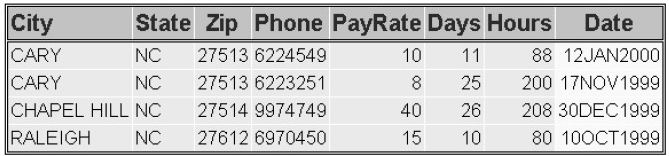 City State Zip Phone PayRate Days Hours Date
CARY NC 27513 6224549 10 11 88 12JAN2000
CARY NC 27513 6223251 8 25 200 17NOV1999
CHAPEL HILL NC 27514 9974749 40 26 208 30DEC1999
RALEIGH NC 27612 6970450 15 10 80 10OCT1999